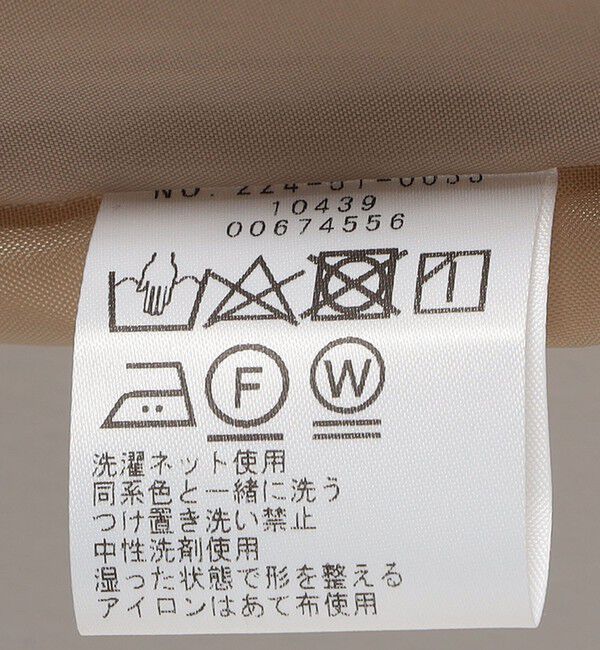 10439
00674556
F W
洗濯ネット使用
同系色と一緒に洗う
つけ置き洗い禁止
中性洗剤使用
湿った状態で形を整える
アイロンはあて布使用